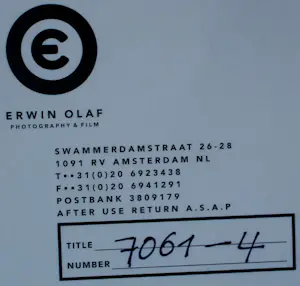 e
ERWIN OLAF
PHOTOGRAPHY & FILM
SWAMMERDAMSTRAAT 26-28
1091 RV AMSTERDAM NL
T••31(0)20 6923438
F••31(0)20 6941291
POSTBANK 3809179
AFTER USE RETURN A.S.A.P
TITLE 7061-4
NUMBER